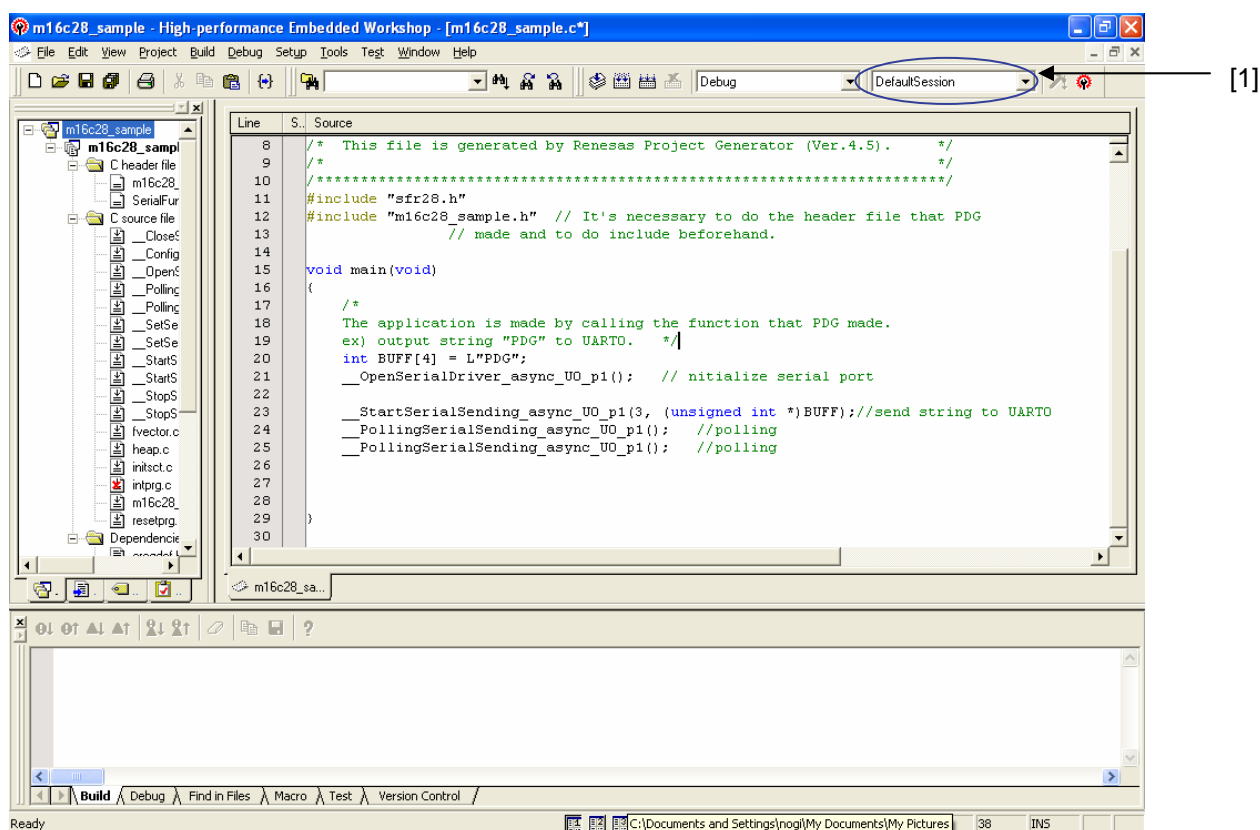 m16c28_sample - High-performance Embedded Workshop - [m16c28_sample.c*]
File Edit View Project Build Debug Setup Tools Test Window Help
Debug DefaultSession [1]
m16c28_sample
m16c28_sampl
C header file
m16c28_
SerialFur
C source file
__CloseS
__Config
__OpenS
__Polling
__Polling
__SetSe
__SetSe
__StartS
__StartS
__StopS
__StopS
fvector.c
heap.c
initsct.c
intprg.c
m16c28_
resetprg.
Dependencie
Line S.. Source
8 /* This file is generated by Renesas Project Generator (Ver.4.5). */
9 /* */
10 /***********************************************************************/
11 #include "sfr28.h"
12 #include "m16c28_sample.h" // It's necessary to do the header file that PDG
13 // made and to do include beforehand.
14
15 void main(void)
16 {
17 /*
18 The application is made by calling the function that PDG made.
19 ex) output string "PDG" to UART0. */
20 int BUFF[4] = L"PDG";
21 __OpenSerialDriver_async_U0_p1(); // nitialize serial port
22
23 __StartSerialSending_async_U0_p1(3, (unsigned int *)BUFF);//send string to UART0
24 __PollingSerialSending_async_U0_p1(); //polling
25 __PollingSerialSending_async_U0_p1(); //polling
26
27
28
29 }
30
m16c28_sa...
Build Debug Find in Files Macro Test Version Control
Ready C:\Documents and Settings\nogi\My Documents\My Pictures 38 INS